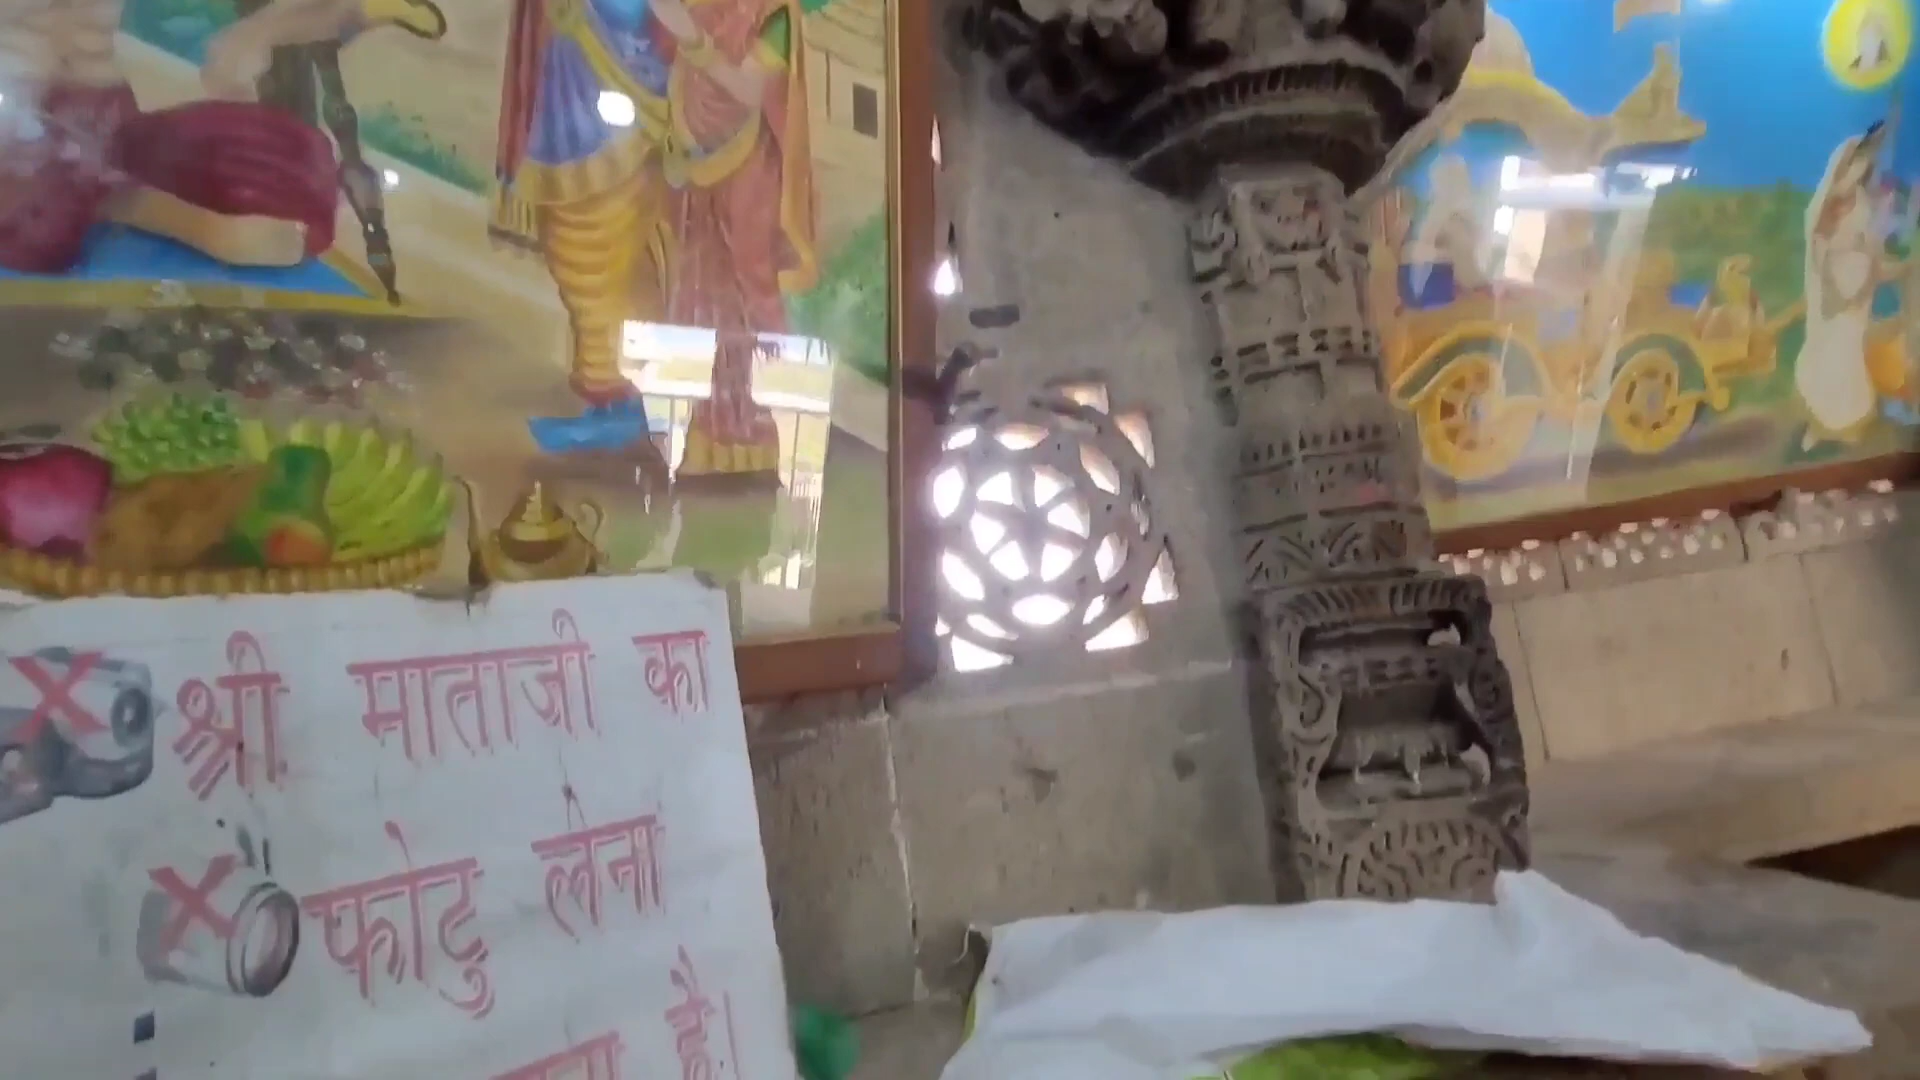 श्री माताजी का
फोटु लेना
है।